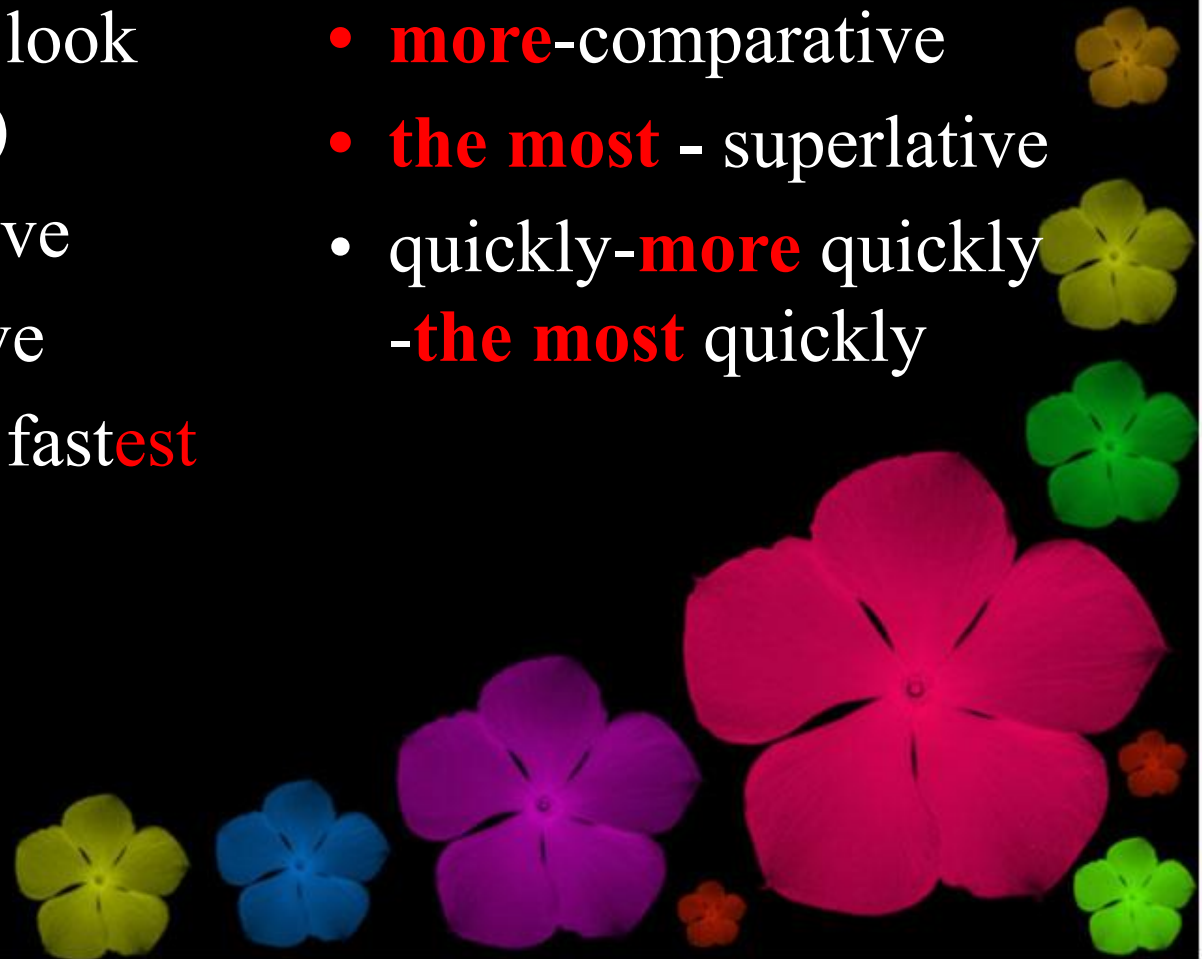 look
)
ve
ve
fastest
• more-comparative
• the most - superlative
• quickly-more quickly
-the most quickly